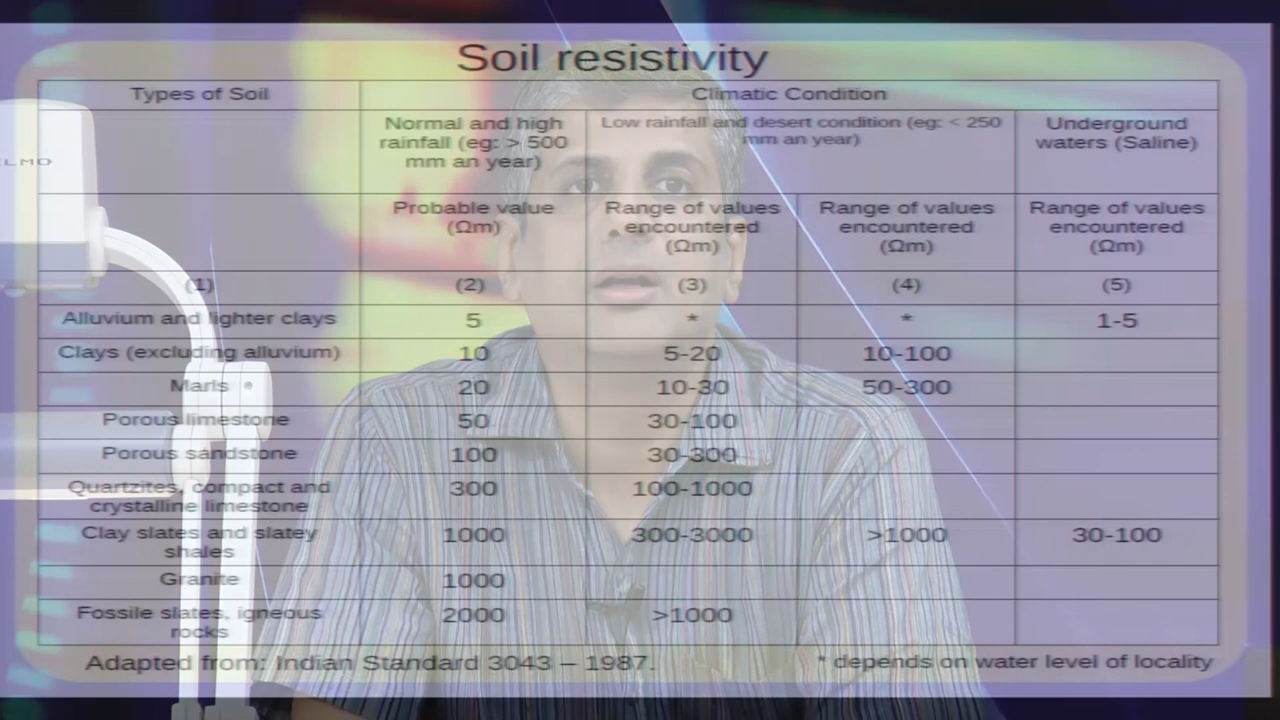 Soil resistivity
Types of Soil Climatic Condition
Normal and high
rainfall (eg: > 500
mm an year)
Low rainfall and desert condition (eg: < 250
mm an year)
Underground
waters (Saline)
Probable value
(Ωm)
Range of values
encountered
(Ωm)
Range of values
encountered
(Ωm)
Range of values
encountered
(Ωm)
(1) (2) (3) (4) (5)
Alluvium and lighter clays 5 * * 1-5
Clays (excluding alluvium) 10 5-20 10-100
Marls 20 10-30 50-300
Porous limestone 50 30-100
Porous sandstone 100 30-300
Quartzites, compact and
crystalline limestone
300 100-1000
Clay slates and slatey
shales
1000 300-3000 >1000 30-100
Granite 1000
Fossile slates, igneous
rocks
2000 >1000
Adapted from: Indian Standard 3043 – 1987. * depends on water level of locality